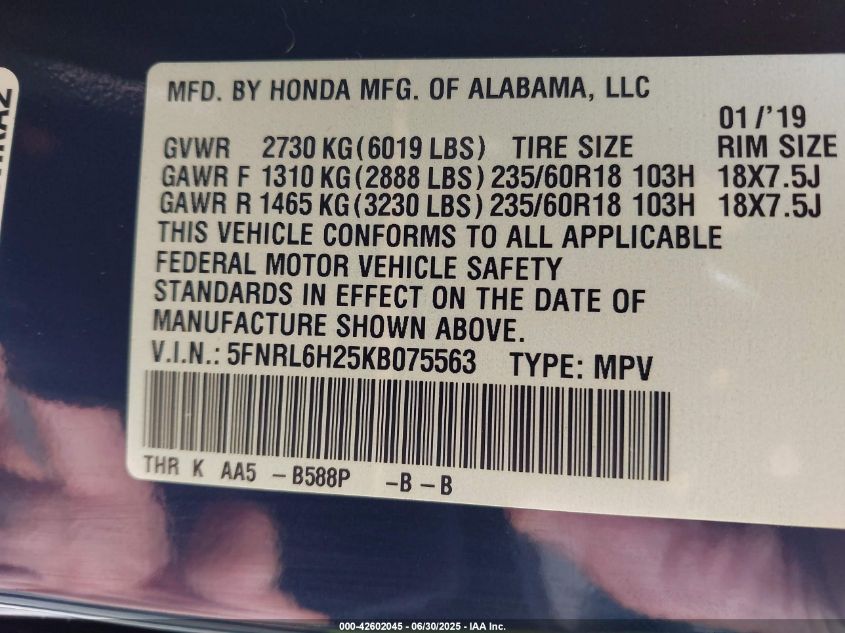 MFD. BY HONDA MFG. OF ALABAMA, LLC
01/'19
GVWR 2730 KG (6019 LBS) TIRE SIZE RIM SIZE
GAWR F 1310 KG (2888 LBS) 235/60R18 103H 18X7.5J
GAWR R 1465 KG (3230 LBS) 235/60R18 103H 18X7.5J
THIS VEHICLE CONFORMS TO ALL APPLICABLE
FEDERAL MOTOR VEHICLE SAFETY
STANDARDS IN EFFECT ON THE DATE OF
MANUFACTURE SHOWN ABOVE.
V.I.N.: 5FNRL6H25KB075563 TYPE: MPV
THR K AA5 - B588P - B - B
000-42602045 - 06/30/2025 - IAA Inc.